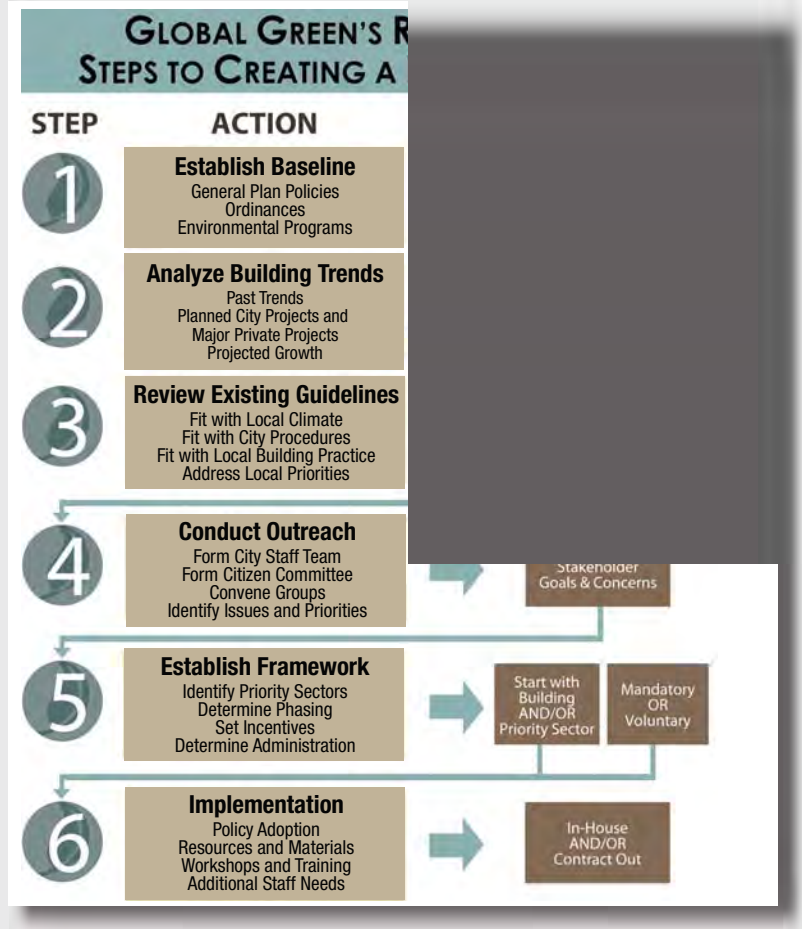 GLOBAL GREEN'S
STEPS TO CREATING A
STEP ACTION
1
Establish Baseline
General Plan Policies
Ordinances
Environmental Programs
2
Analyze Building Trends
Past Trends
Planned City Projects and
Major Private Projects
Projected Growth
3
Review Existing Guidelines
Fit with Local Climate
Fit with City Procedures
Fit with Local Building Practice
Address Local Priorities
4
Conduct Outreach
Form City Staff Team
Form Citizen Committee
Convene Groups
Identify Issues and Priorities
Stakeholder
Goals & Concerns
5
Establish Framework
Identify Priority Sectors
Determine Phasing
Set Incentives
Determine Administration
Start with
Building
AND/OR
Priority Sector
Mandatory
OR
Voluntary
6
Implementation
Policy Adoption
Resources and Materials
Workshops and Training
Additional Staff Needs
In-House
AND/OR
Contract Out